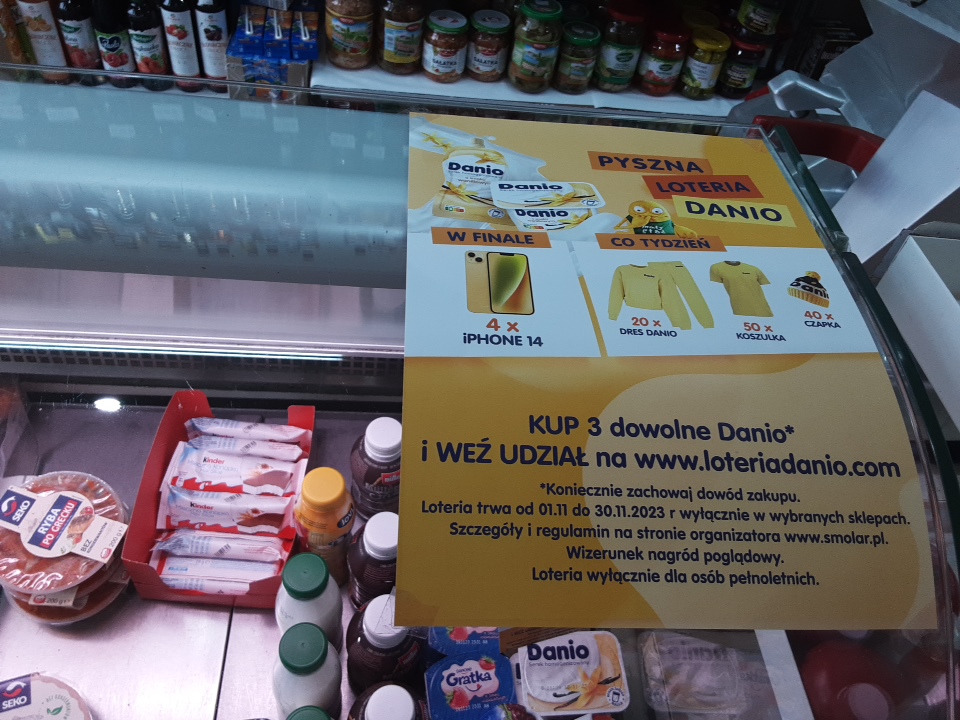 SAŁATKA
Danio
Danio
Danio
PYSZNA
LOTERIA
DANIO
W FINALE
CO TYDZIEŃ
4 x
iPHONE 14
20 x
DRES DANIO
50 x
KOSZULKA
Danio
40 x
CZAPKA
KUP 3 dowolne Danio*
i WEŹ UDZIAŁ na www.loteriadanio.com
*Koniecznie zachowaj dowód zakupu.
Loteria trwa od 01.11 do 30.11.2023 r wyłącznie w wybranych sklepach.
Szczegóły i regulamin na stronie organizatora www.smolar.pl.
Wizerunek nagród poglądowy.
Loteria wyłącznie dla osób pełnoletnich.
SEKO
RYBA
PO GRECKU
BEZ
Kinder
Kinder
Gratka
Danio
SEKO